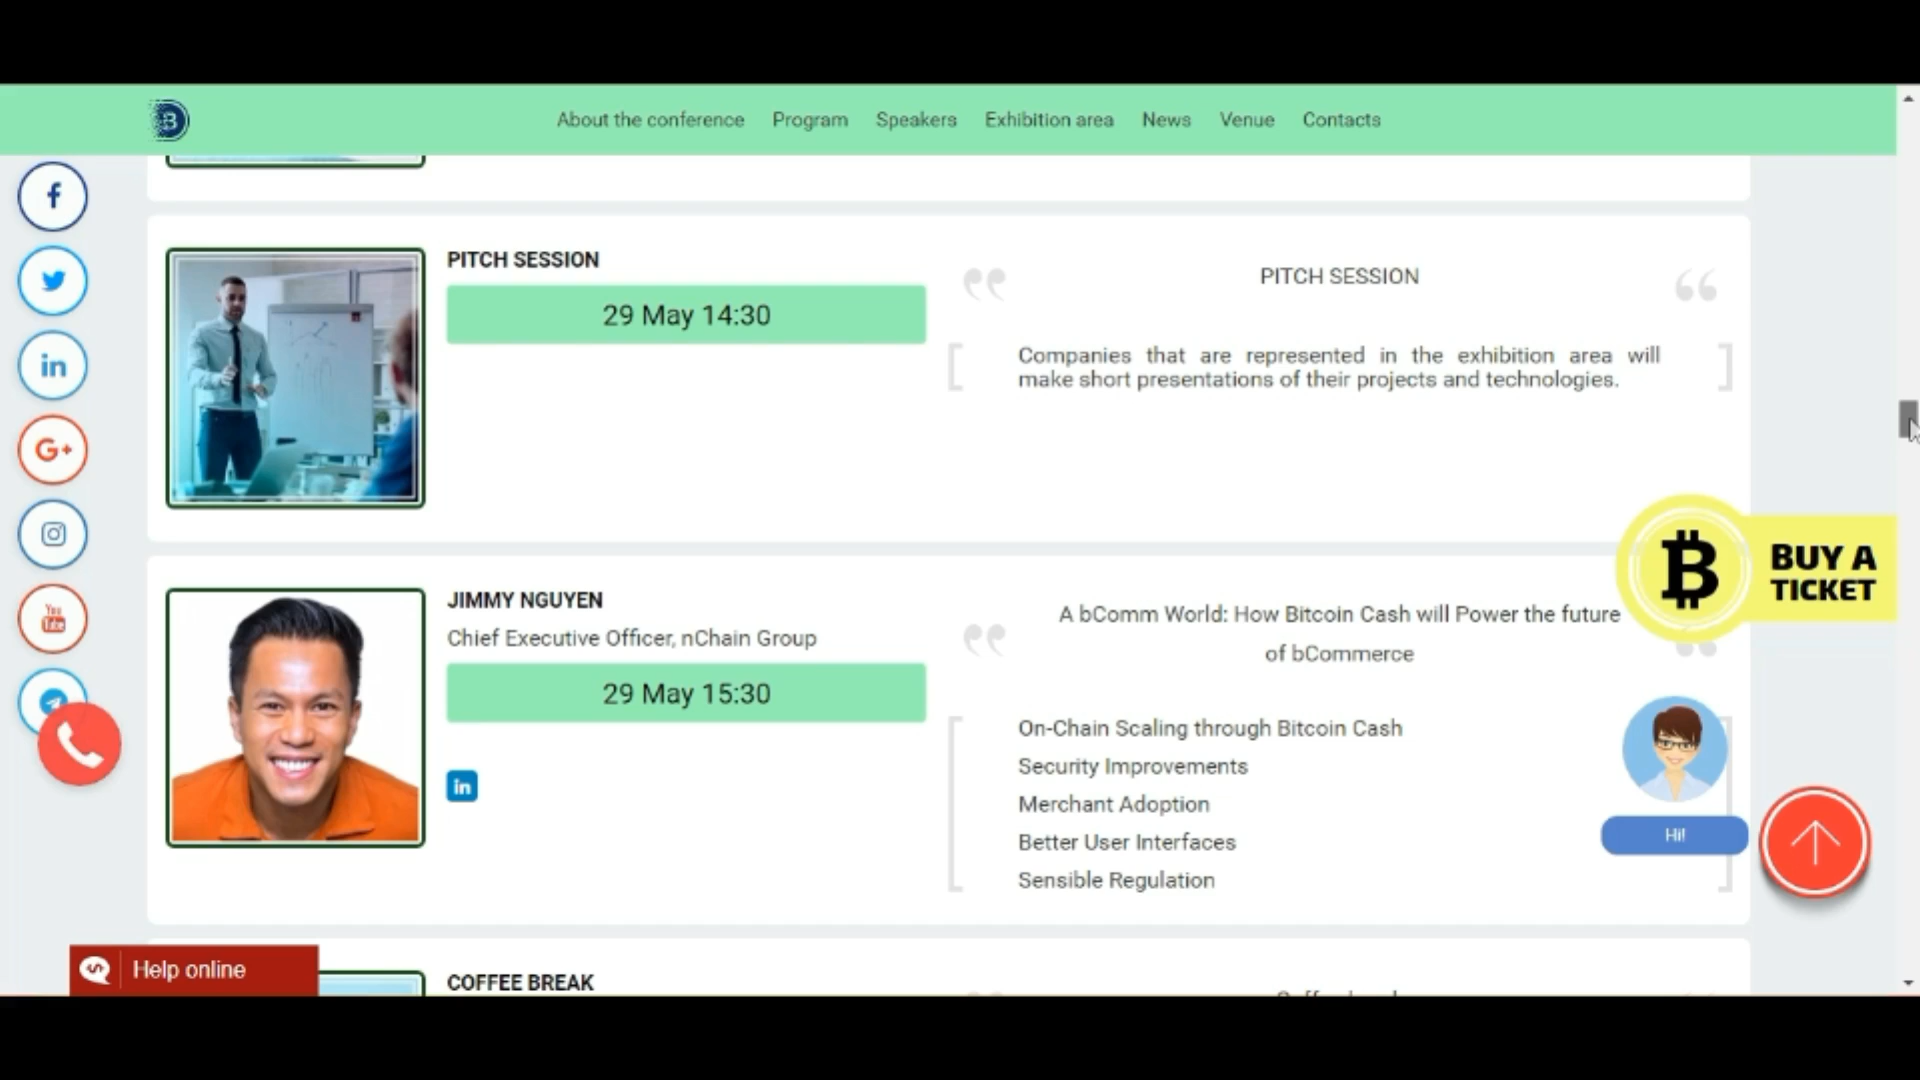 About the conference Program Speakers Exhibition area News Venue Contacts
PITCH SESSION
29 May 14:30
PITCH SESSION
Companies that are represented in the exhibition area will
make short presentations of their projects and technologies.
BUY A
TICKET
JIMMY NGUYEN
Chief Executive Officer, nChain Group
29 May 15:30
in
A bComm World: How Bitcoin Cash will Power the future
of bCommerce
On-Chain Scaling through Bitcoin Cash
Security Improvements
Merchant Adoption
Better User Interfaces
Sensible Regulation
Hi!
f
in
G+
You
Tube
Help online
COFFEE BREAK